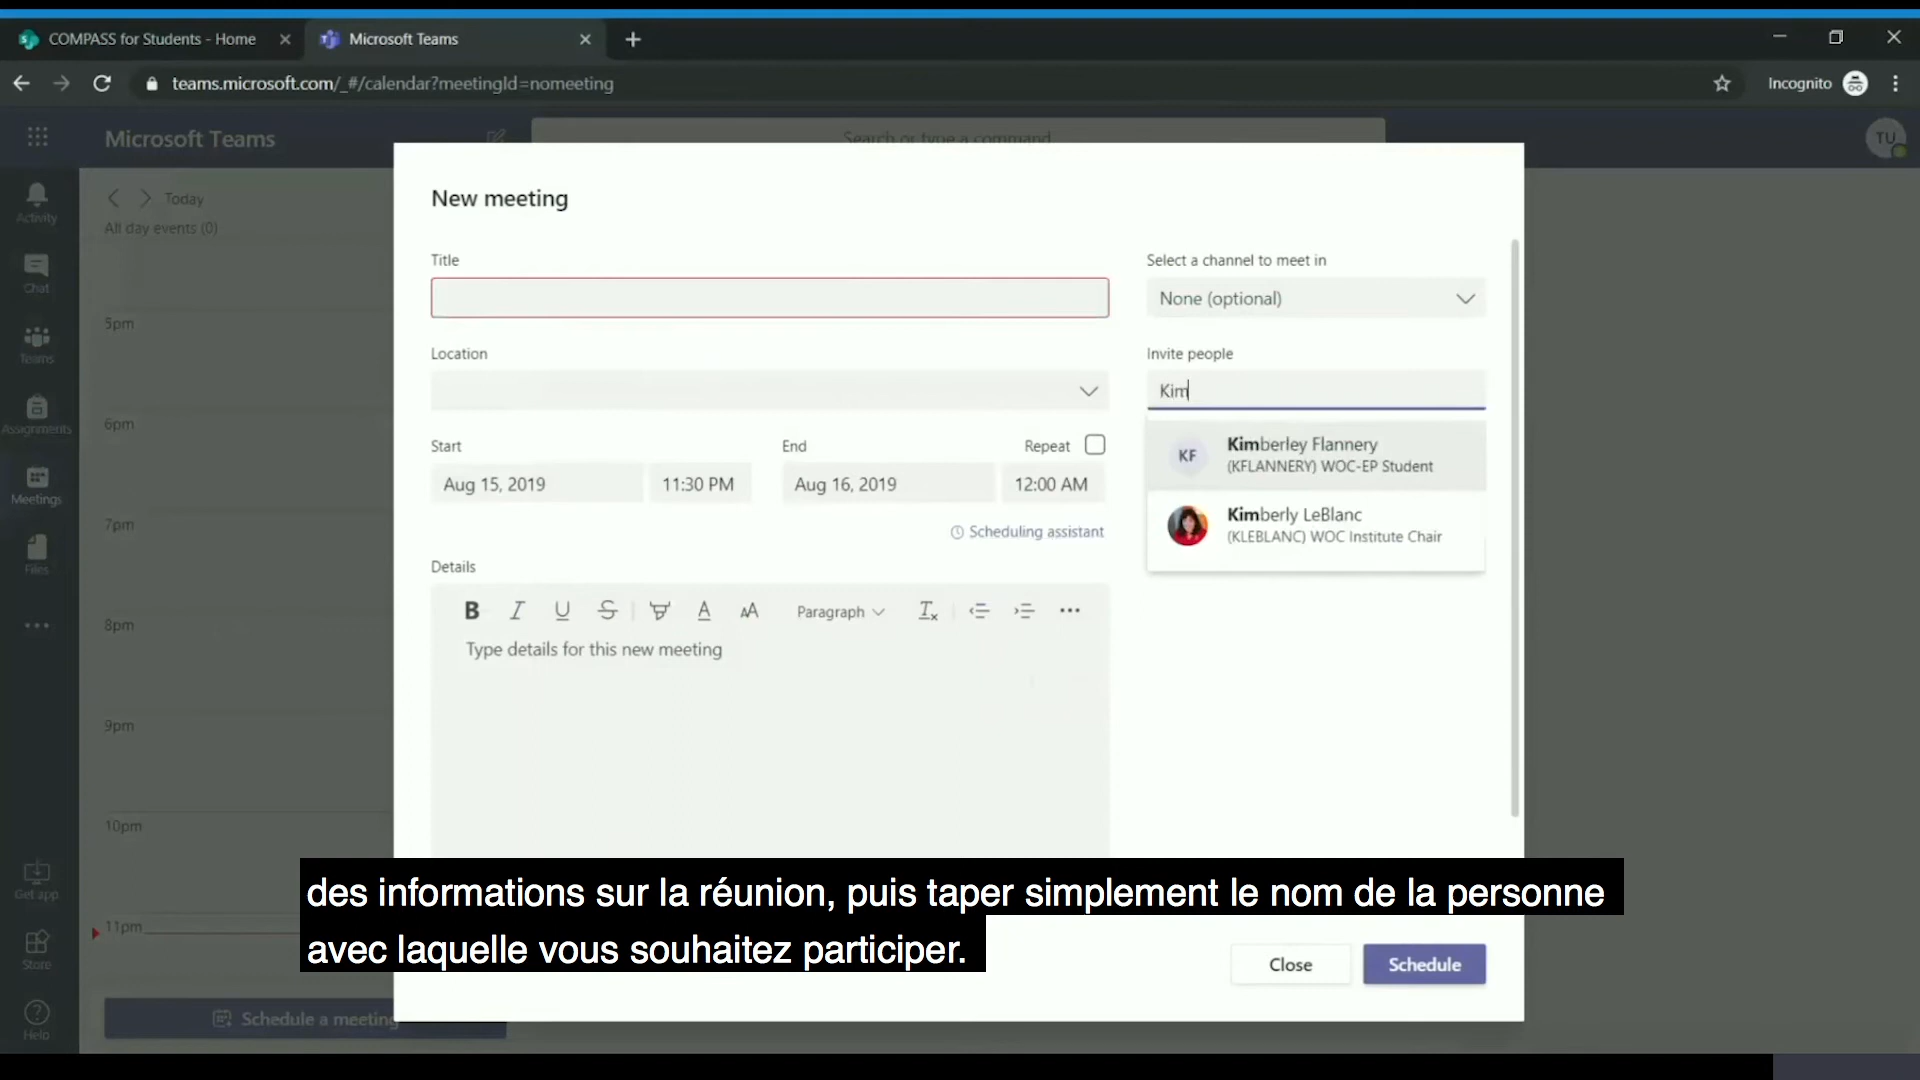 COMPASS for Students - Home
Microsoft Teams
teams.microsoft.com/_#/calendar?meetingId=nomeeting
Incognito
Microsoft Teams
Search or type a command
TU
Activity
Chat
Teams
Assignments
Meetings
Files
Get app
Store
Help
Today
All day events (0)
5pm
6pm
7pm
8pm
9pm
10pm
11pm
Schedule a meeting
New meeting
Title
Location
Start
End
Repeat
Aug 15, 2019
11:30 PM
Aug 16, 2019
12:00 AM
Scheduling assistant
Details
B I U S A AA Paragraph
Type details for this new meeting
Select a channel to meet in
None (optional)
Invite people
Kim
KF
Kimberley Flannery
(KFLANNERY) WOC-EP Student
Kimberly LeBlanc
(KLEBLANC) WOC Institute Chair
des informations sur la réunion, puis taper simplement le nom de la personne
avec laquelle vous souhaitez participer.
Close
Schedule